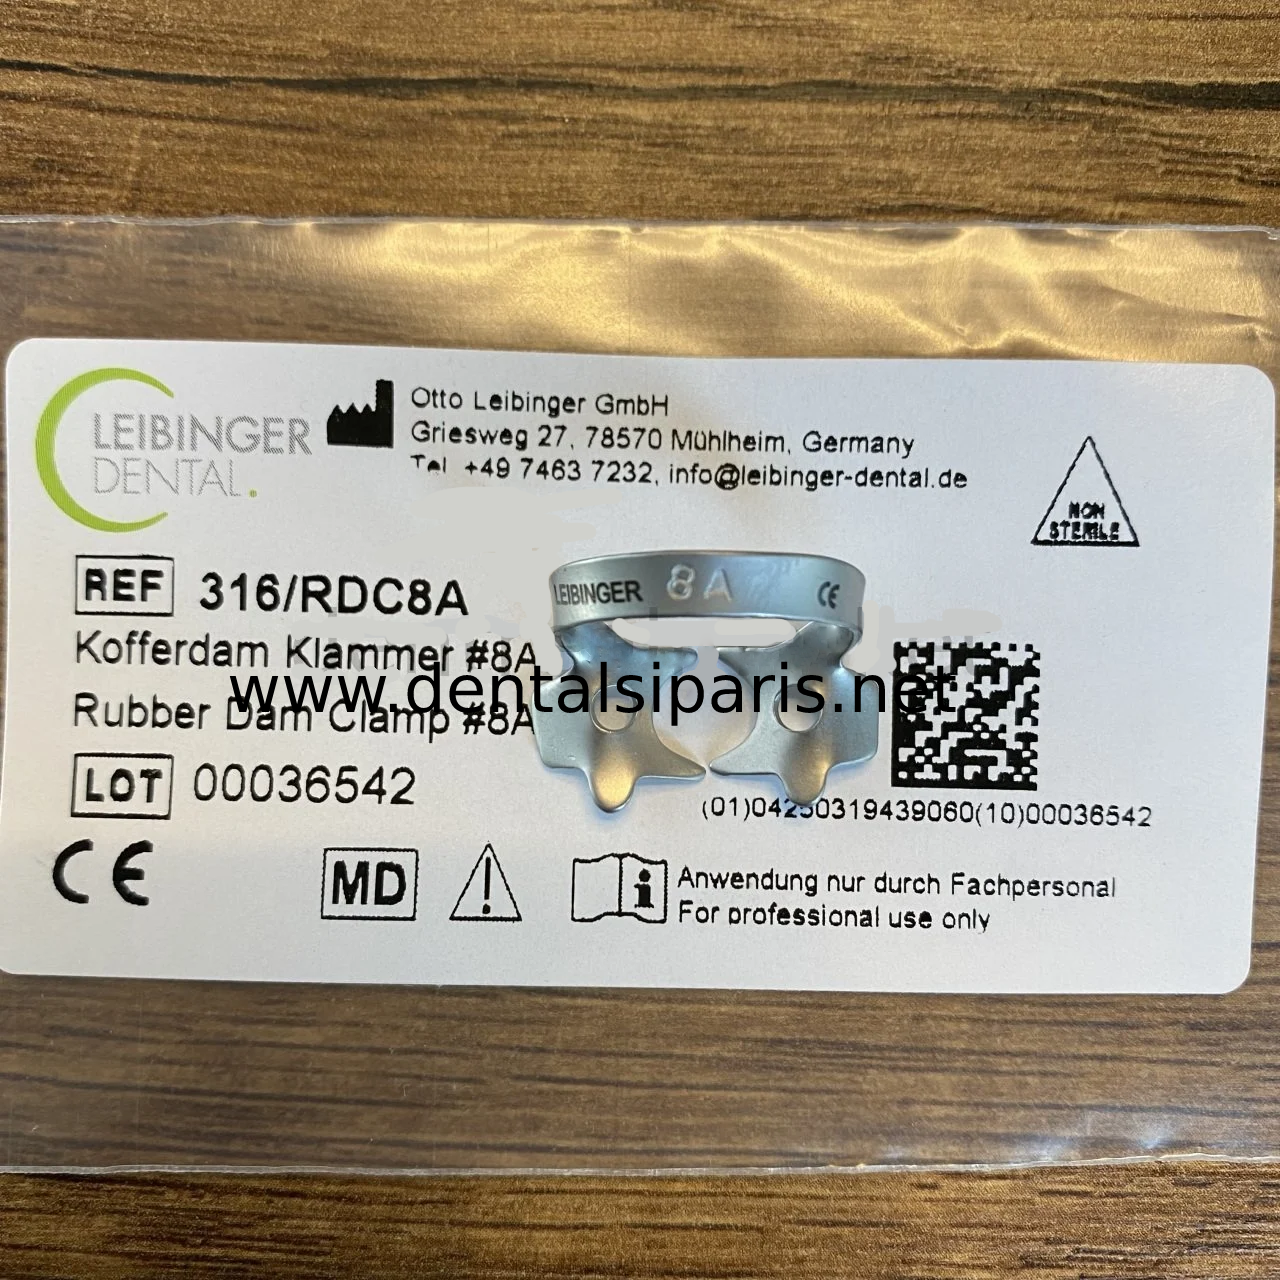 LEIBINGER
DENTAL.
Otto Leibinger GmbH
Griesweg 27, 78570 Mühlheim, Germany
Tel +49 7463 7232, info@leibinger-dental.de
NON
STERILE
REF 316/RDC8A
LEIBINGER 8A CE
Kofferdam Klammer #8A
www.dentalsiparis.net
Rubber Dam Clamp #8A
LOT 00036542
(01)04250319439060(10)00036542
CE
MD
Anwendung nur durch Fachpersonal
For professional use only